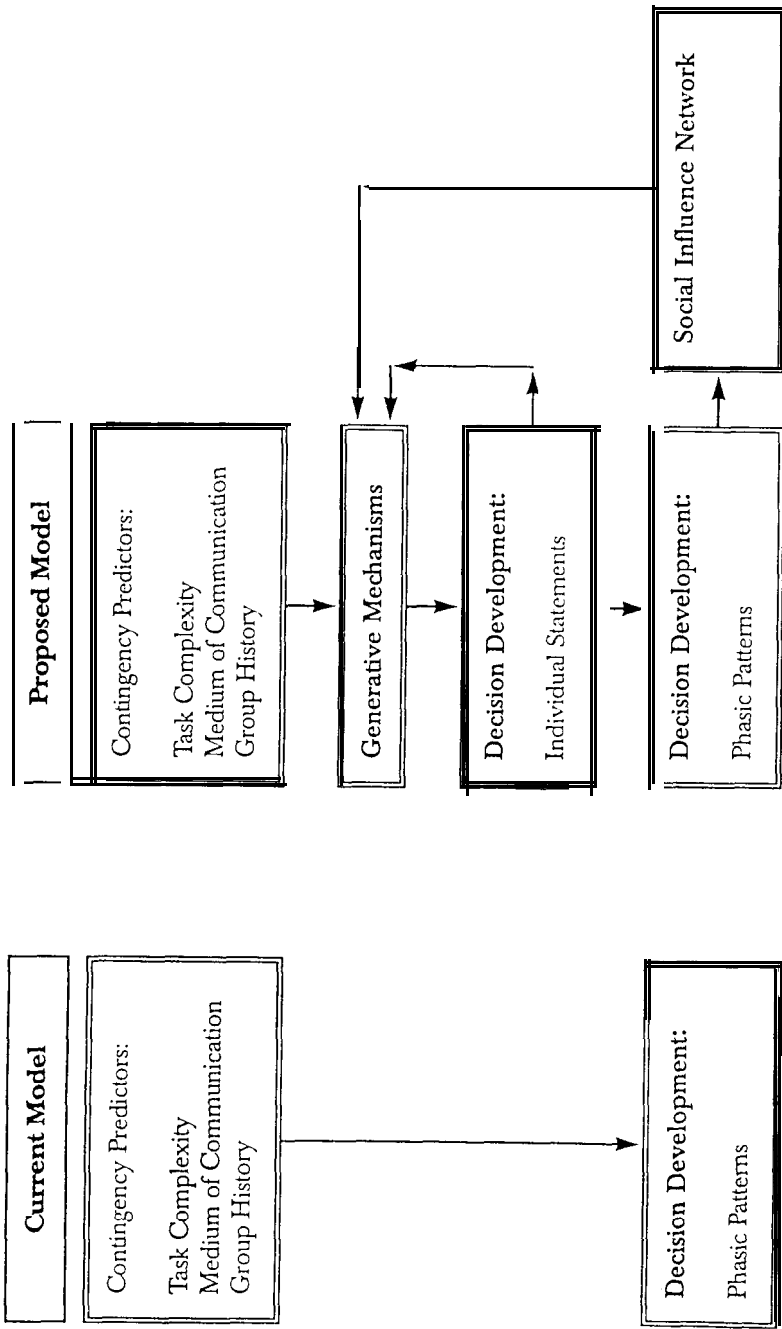 Current Model
Contingency Predictors:
Task Complexity
Medium of Communication
Group History
Decision Development:
Phasic Patterns
Proposed Model
Contingency Predictors:
Task Complexity
Medium of Communication
Group History
Generative Mechanisms
Decision Development:
Individual Statements
Decision Development:
Phasic Patterns
Social Influence Network